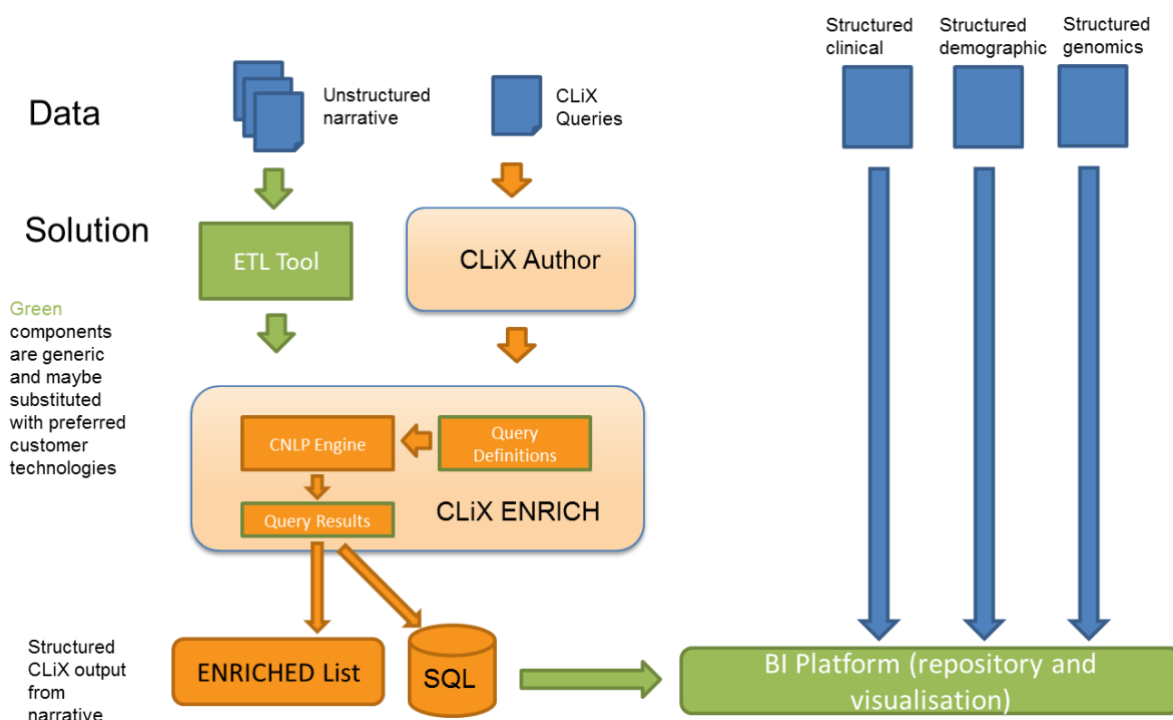 Structured
clinical
Structured
demographic
Structured
genomics
Data
Unstructured
narrative
CLiX
Queries
Solution
ETL Tool
CLiX Author
Green
components
are generic
and maybe
substituted
with preferred
customer
technologies
CNLP Engine
Query
Definitions
Query Results
CLiX ENRICH
Structured
CLiX output
from
narrative
ENRICHED List
SQL
BI Platform (repository and
visualisation)